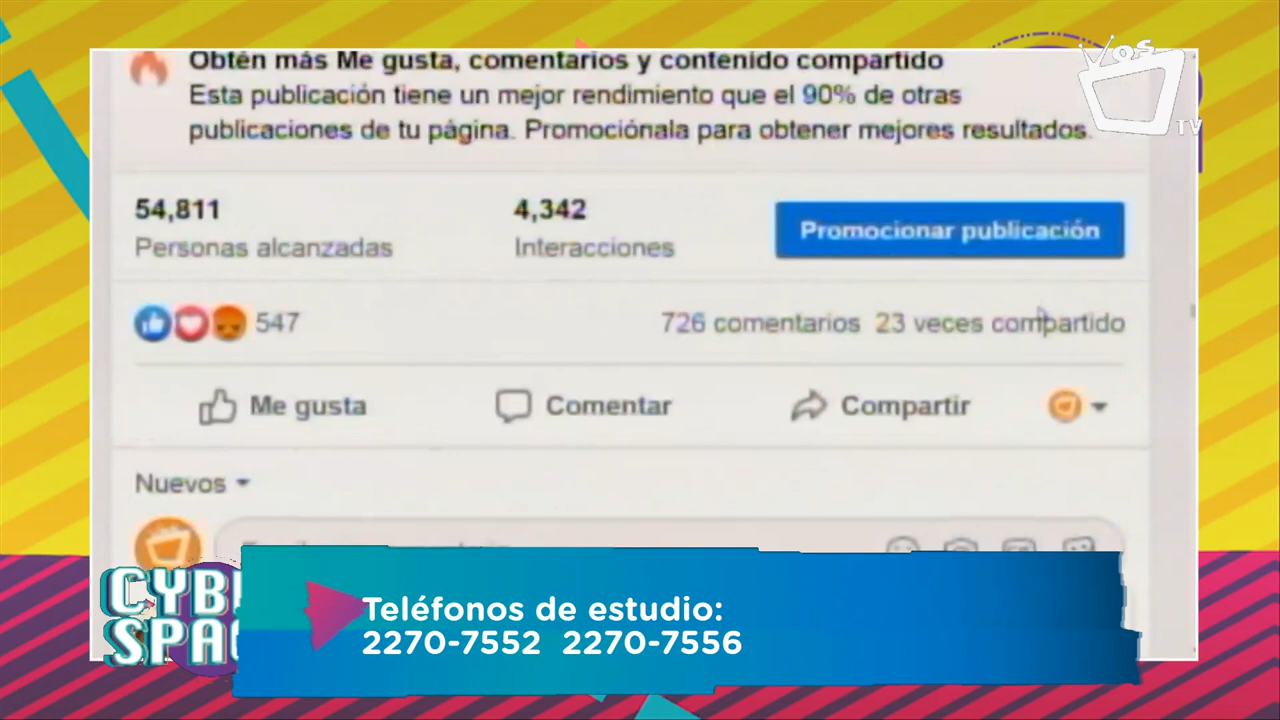 Obtén más Me gusta, comentarios y contenido compartido
Esta publicación tiene un mejor rendimiento que el 90% de otras
publicaciones de tu página. Promociónala para obtener mejores resultados.
54,811
Personas alcanzadas
4,342
Interacciones
Promocionar publicación
547
726 comentarios 23 veces compartido
Me gusta
Comentar
Compartir
Nuevos
Teléfonos de estudio:
2270-7552 2270-7556
VOS
TV